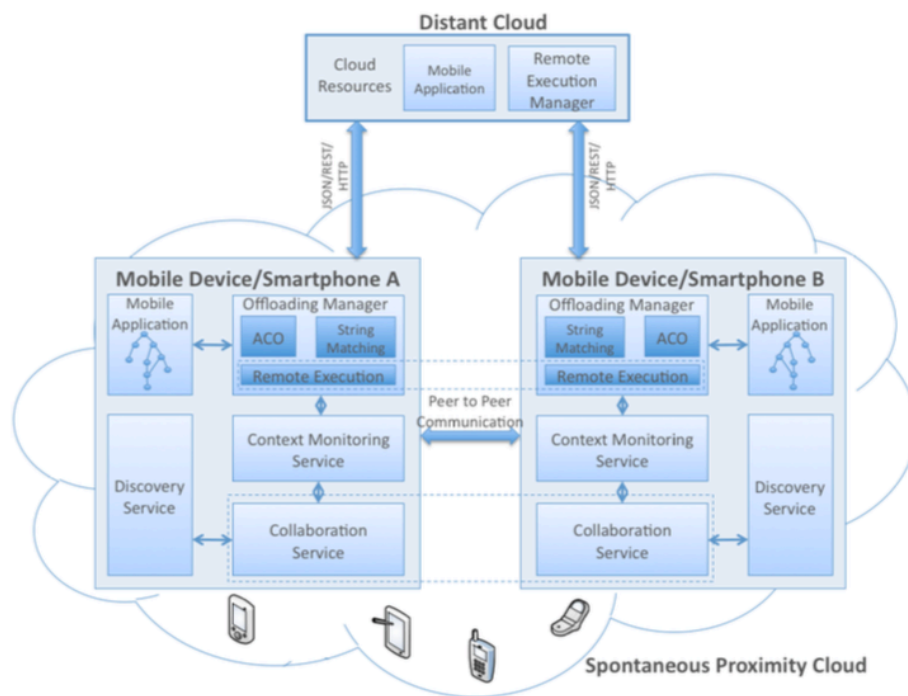 Distant Cloud
Cloud
Resources
Mobile
Application
Remote
Execution
Manager
JSON/REST/
HTTP
JSON/REST/
HTTP
Mobile Device/Smartphone A
Mobile
Application
Offloading Manager
ACO
String
Matching
Remote Execution
Context Monitoring
Service
Discovery
Service
Collaboration
Service
Peer to Peer
Communication
Mobile Device/Smartphone B
Offloading Manager
String
Matching
ACO
Remote Execution
Mobile
Application
Context Monitoring
Service
Collaboration
Service
Discovery
Service
Spontaneous Proximity Cloud